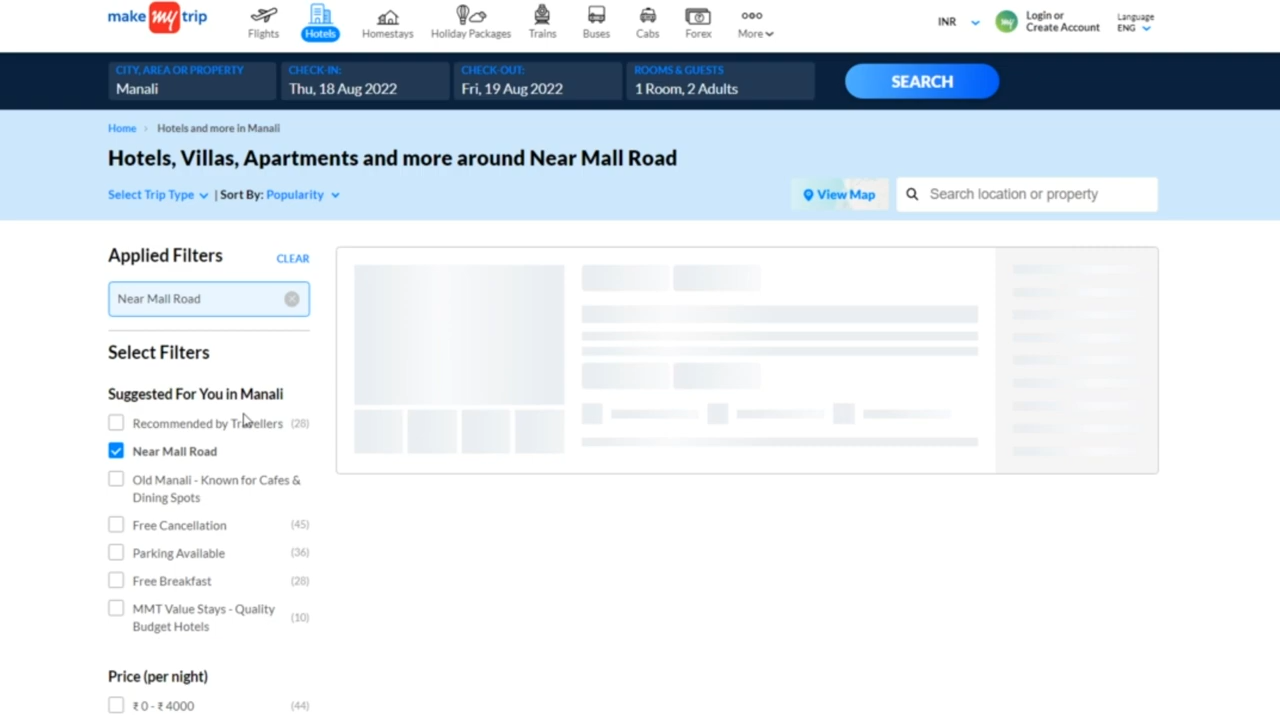 make my trip
Flights
Hotels
Homestays
Holiday Packages
Trains
Buses
Cabs
Forex
More
INR
my
Login or
Create Account
Language
ENG
CITY, AREA OR PROPERTY
Manali
CHECK-IN:
Thu, 18 Aug 2022
CHECK-OUT:
Fri, 19 Aug 2022
ROOMS & GUESTS
1 Room, 2 Adults
SEARCH
Home › Hotels and more in Manali
Hotels, Villas, Apartments and more around Near Mall Road
Select Trip Type | Sort By: Popularity
View Map
Search location or property
Applied Filters CLEAR
Near Mall Road
Select Filters
Suggested For You in Manali
Recommended by Travellers (28)
Near Mall Road
Old Manali - Known for Cafes &
Dining Spots
Free Cancellation (45)
Parking Available (36)
Free Breakfast (28)
MMT Value Stays - Quality
Budget Hotels (10)
Price (per night)
₹ 0 - ₹ 4000 (44)